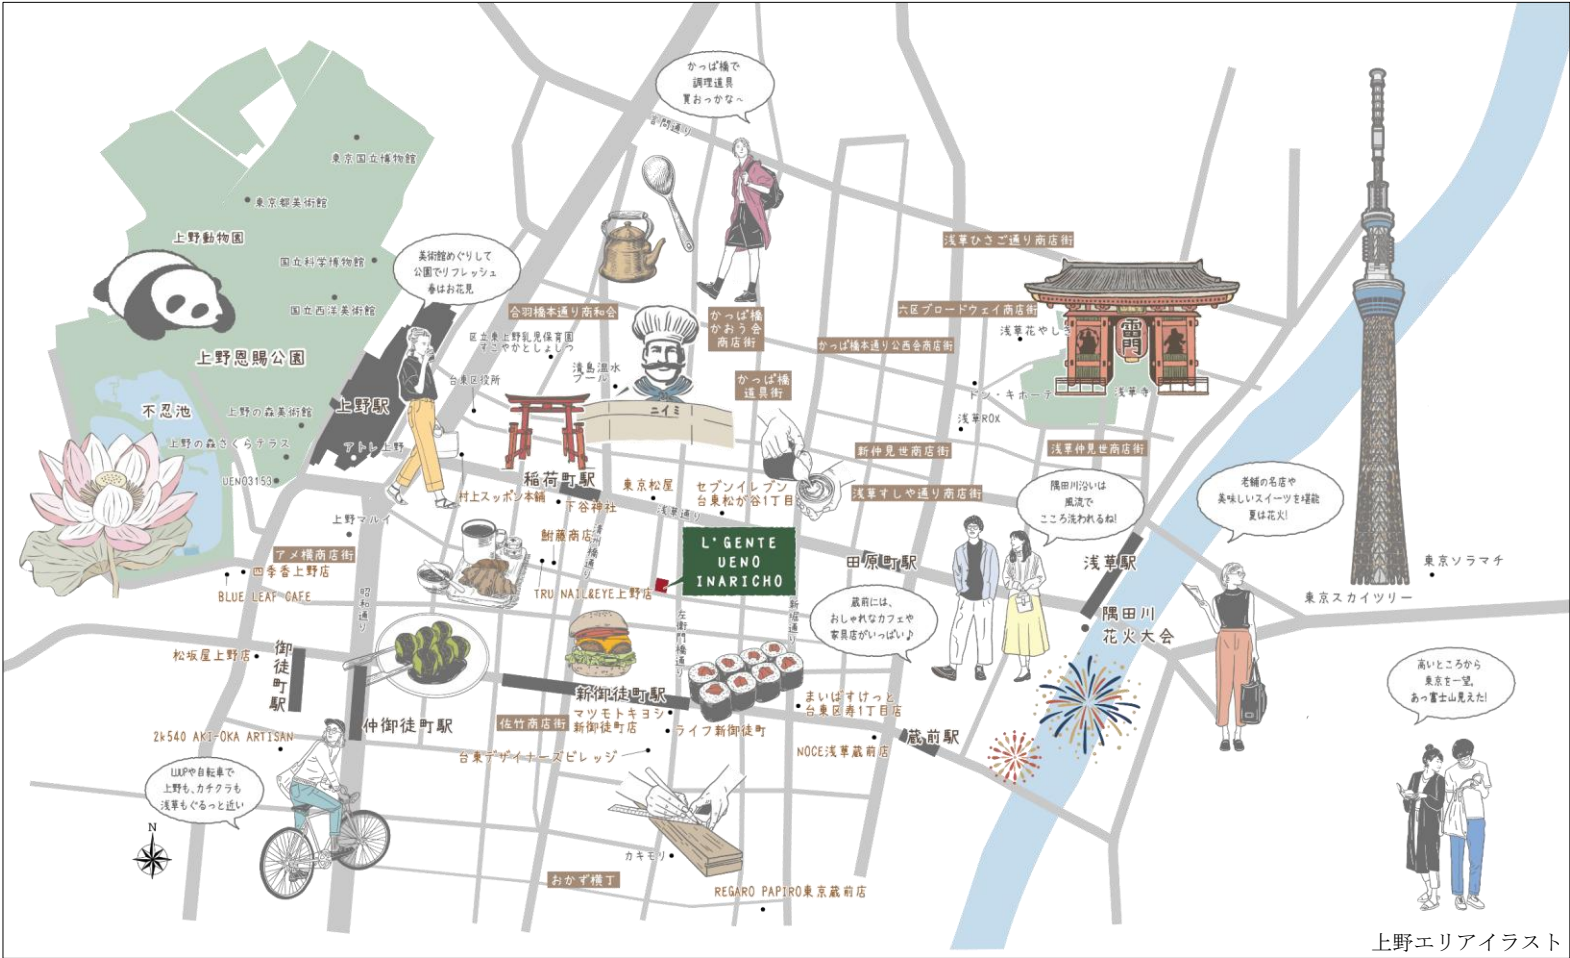 かっぱ橋で
調理道具
買おっかな～
言問通り
東京国立博物館
東京都美術館
上野動物園
国立科学博物館
国立西洋美術館
美術館めぐりして
公園でリフレッシュ
春はお花見
上野恩賜公園
不忍池
上野の森美術館
上野の森さくらテラス
UENO3153
上野駅
アトレ上野
上野マルイ
合羽橋本通り商和会
区立東上野乳児保育園
すこやかとしょしつ
台東区役所
清島温水
プール
ニイミ
かっぱ橋
かおう会
商店街
かっぱ橋
道具街
浅草ひさご通り商店街
六区ブロードウェイ商店街
浅草花やしき
かっぱ橋本通り公西会商店街
雷門
ドン・キホーテ
浅草寺
浅草ROX
新仲見世商店街
浅草仲見世商店街
浅草すしや通り商店街
稲荷町駅
村上スッポン本舗
下谷神社
東京松屋
セブンイレブン
台東松が谷1丁目
浅草通り
清洲橋通り
鮒藤商店
TRU NAIL&EYE上野店
L'GENTE
UENO
INARICHO
田原町駅
隅田川沿いは
風流で
こころ洗われるね!
老舗の名店や
美味しいスイーツを堪能
夏は花火!
浅草駅
隅田川
花火大会
東京ソラマチ
東京スカイツリー
アメ横商店街
四季香上野店
BLUE LEAF CAFE
昭和通り
松坂屋上野店
御徒町駅
仲御徒町駅
2k540 AKI-OKA ARTISAN
左衛門橋通り
新堀通り
蔵前には、
おしゃれなカフェや
家具店がいっぱい♪
新御徒町駅
佐竹商店街
マツモトキヨシ
新御徒町店
ライフ新御徒町
台東デザイナーズビレッジ
まいばすけっと
台東区寿1丁目店
NOCE浅草蔵前店
蔵前駅
高いところから
東京を一望。
あっ富士山見えた!
LUUPや自転車で
上野も、カチクラも
浅草もぐるっと近い
N
カキモリ
おかず横丁
REGARO PAPIRO東京蔵前店
上野エリアイラスト